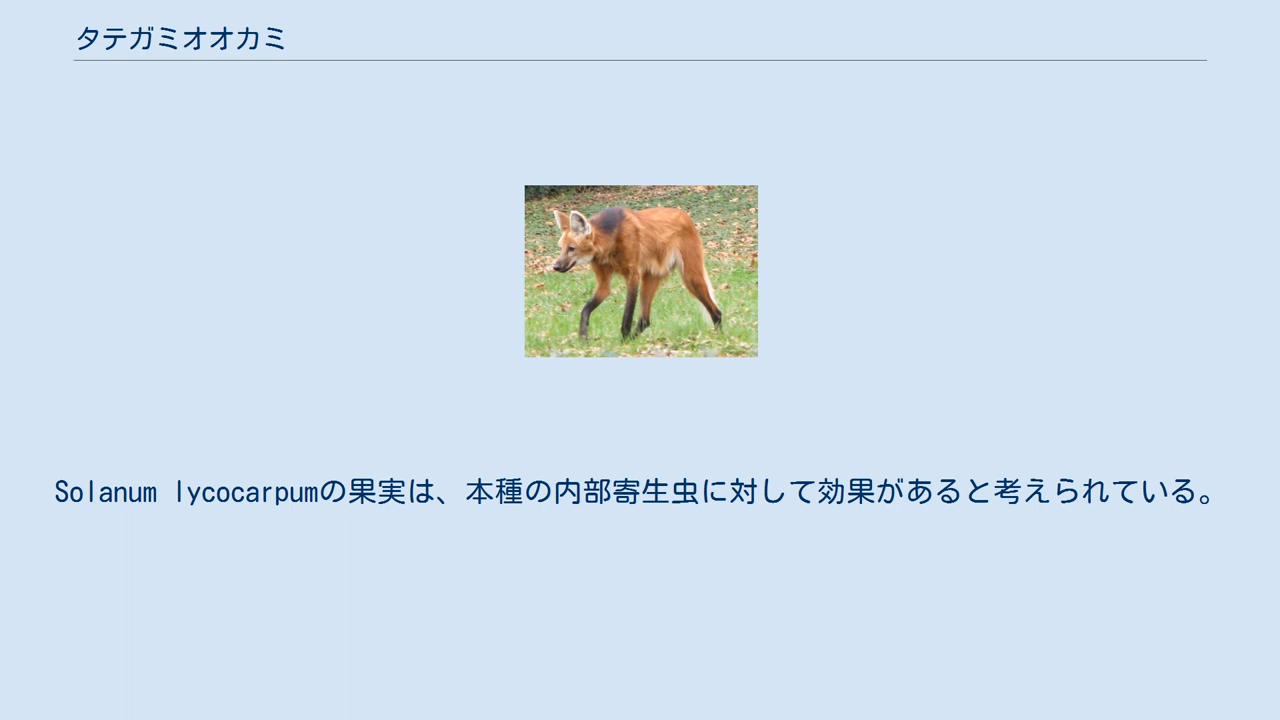 タテガミオオカミ
Solanum lycocarpumの果実は、本種の内部寄生虫に対して効果があると考えられている。